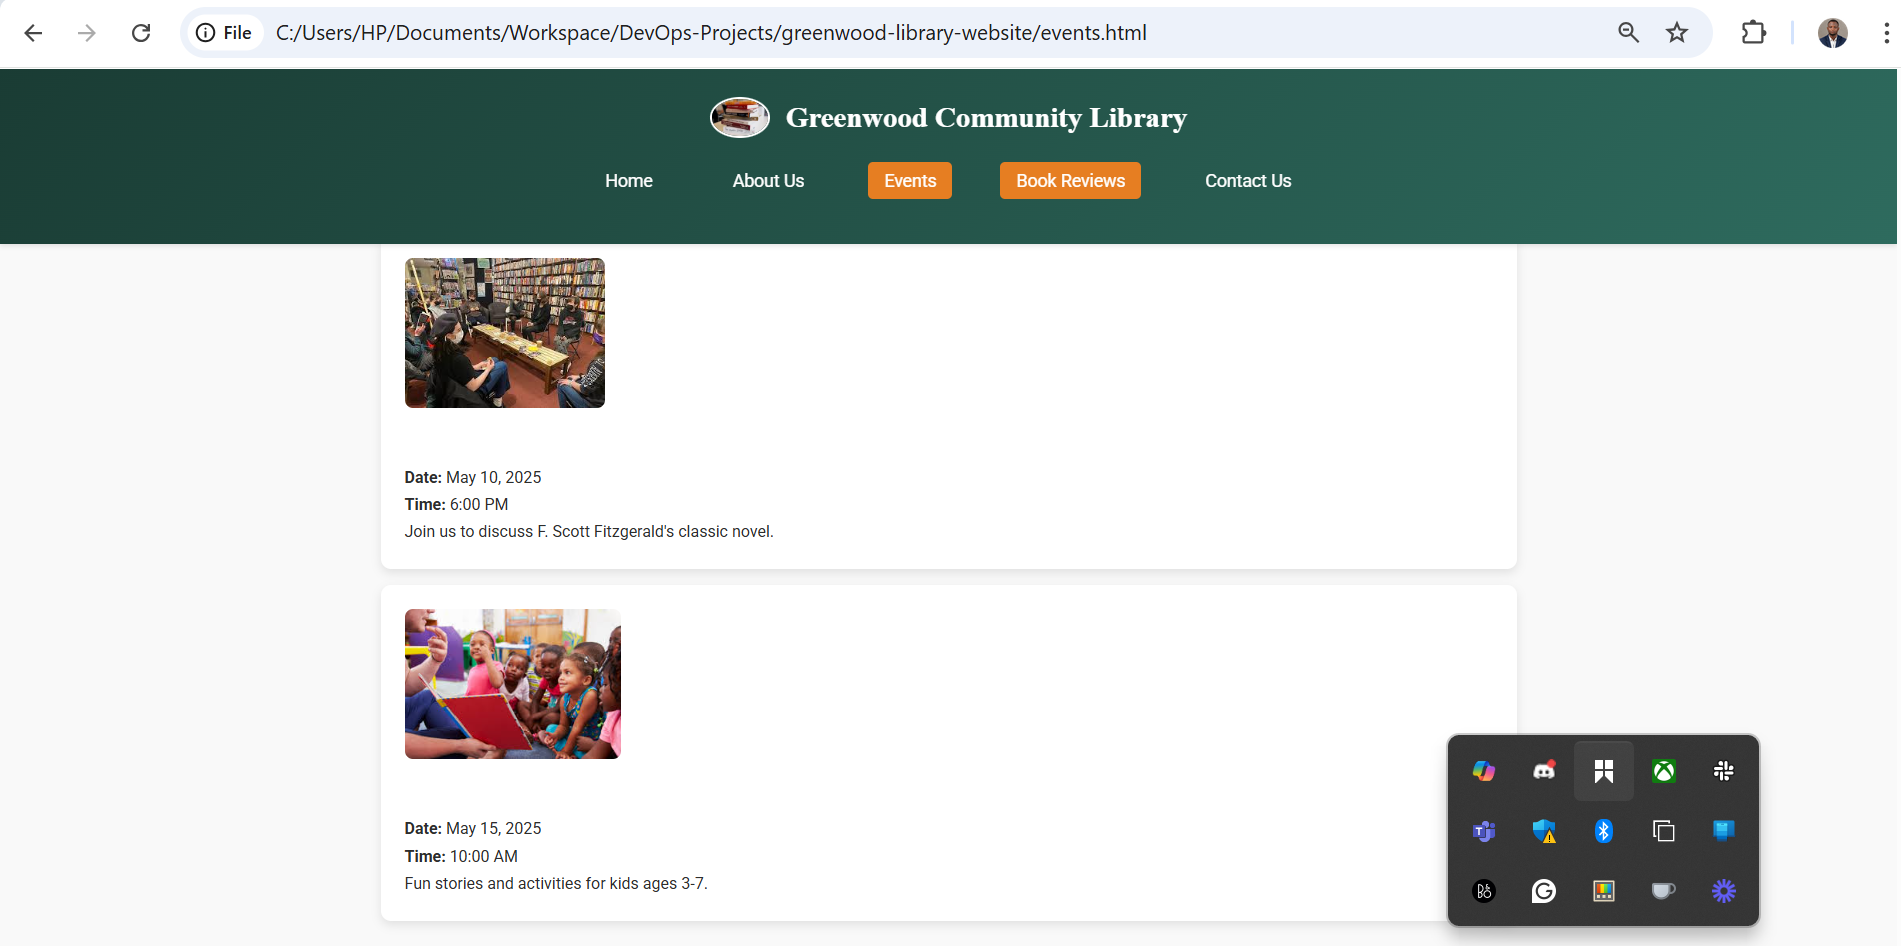 File C:/Users/HP/Documents/Workspace/DevOps-Projects/greenwood-library-website/events.html
Greenwood Community Library
Home About Us Events Book Reviews Contact Us
Date: May 10, 2025
Time: 6:00 PM
Join us to discuss F. Scott Fitzgerald's classic novel.
Date: May 15, 2025
Time: 10:00 AM
Fun stories and activities for kids ages 3-7.